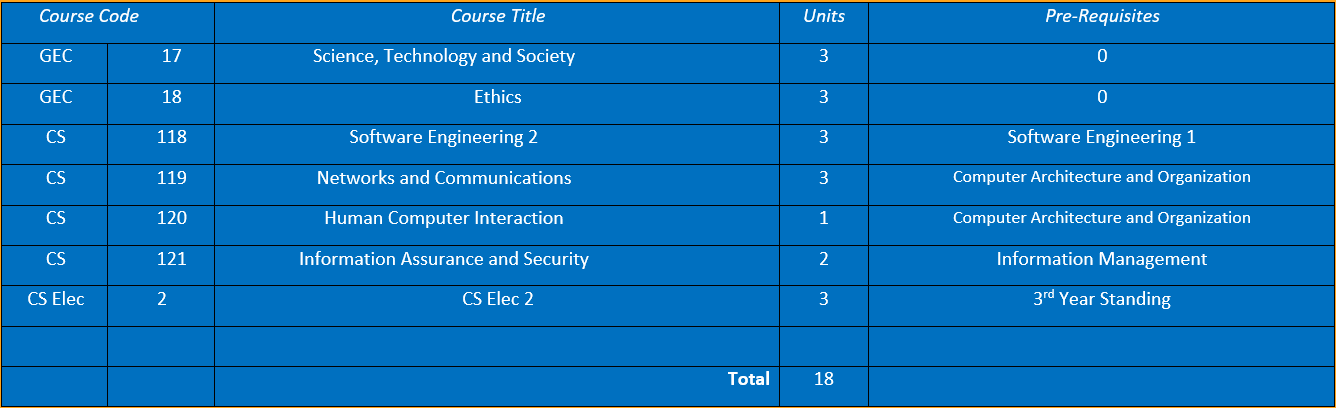 Course Code Course Title Units Pre-Requisites
GEC 17 Science, Technology and Society 3 0
GEC 18 Ethics 3 0
CS 118 Software Engineering 2 3 Software Engineering 1
CS 119 Networks and Communications 3 Computer Architecture and Organization
CS 120 Human Computer Interaction 1 Computer Architecture and Organization
CS 121 Information Assurance and Security 2 Information Management
CS Elec 2 CS Elec 2 3 3rd Year Standing
Total 18